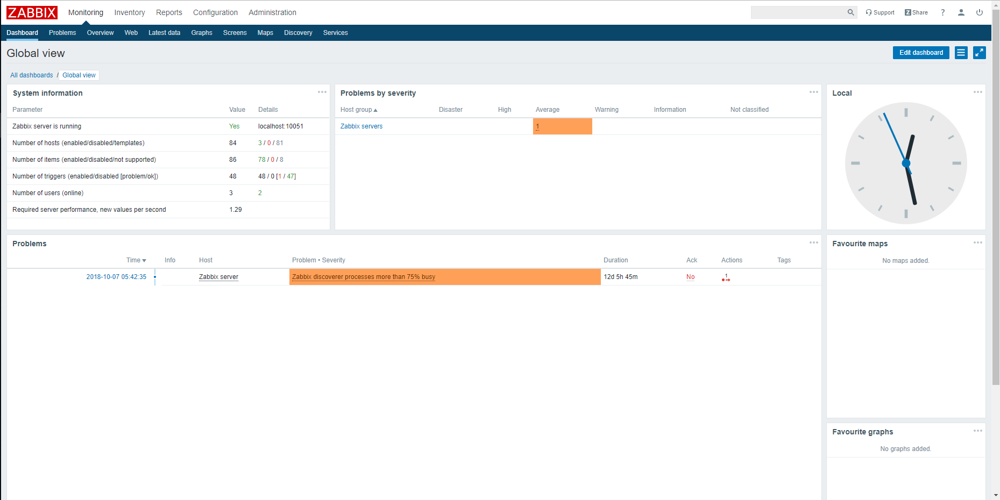 ZABBIX Monitoring Inventory Reports Configuration Administration Support Z Share ?
Dashboard Problems Overview Web Latest data Graphs Screens Maps Discovery Services
Global view Edit dashboard
All dashboards / Global view
System information
Parameter Value Details
Zabbix server is running Yes localhost:10051
Number of hosts (enabled/disabled/templates) 84 3 / 0 / 81
Number of items (enabled/disabled/not supported) 86 78 / 0 / 8
Number of triggers (enabled/disabled [problem/ok]) 48 48 / 0 [1 / 47]
Number of users (online) 3 2
Required server performance, new values per second 1.29
Problems by severity
Host group Disaster High Average Warning Information Not classified
Zabbix servers 1
Local
Problems
Time Info Host Problem • Severity Duration Ack Actions Tags
2018-10-07 05:42:35 Zabbix server Zabbix discoverer processes more than 75% busy 12d 5h 45m No 1
Favourite maps
No maps added.
Favourite graphs
No graphs added.